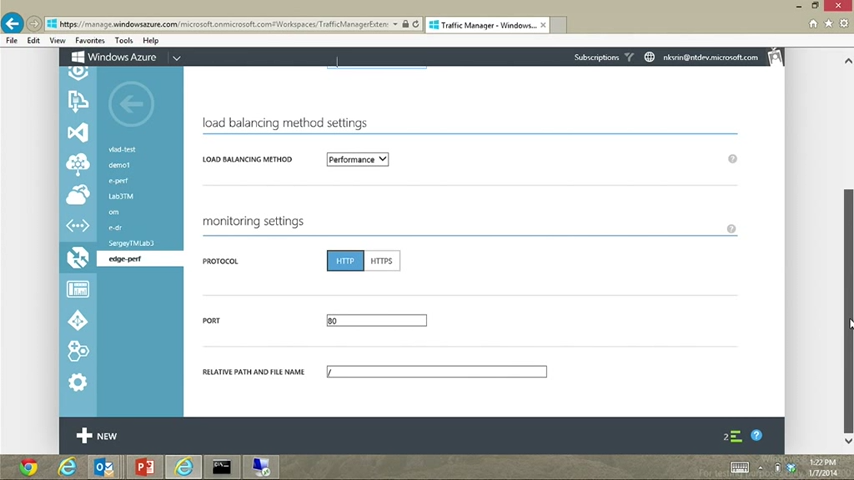 https://manage.windowsazure.com/microsoft.onmicrosoft.com#Workspaces/TrafficManagerExten
Traffic Manager - Windows...
File Edit View Favorites Tools Help
Windows Azure
Subscriptions
nksrin@ntdev.microsoft.com
vlad-test
demo1
e-perf
Lab3TM
om
e-dr
SergeyTMLab3
edge-perf
load balancing method settings
LOAD BALANCING METHOD
Performance
monitoring settings
PROTOCOL
HTTP HTTPS
PORT
80
RELATIVE PATH AND FILE NAME
/
NEW
2
1:22 PM
1/7/2014